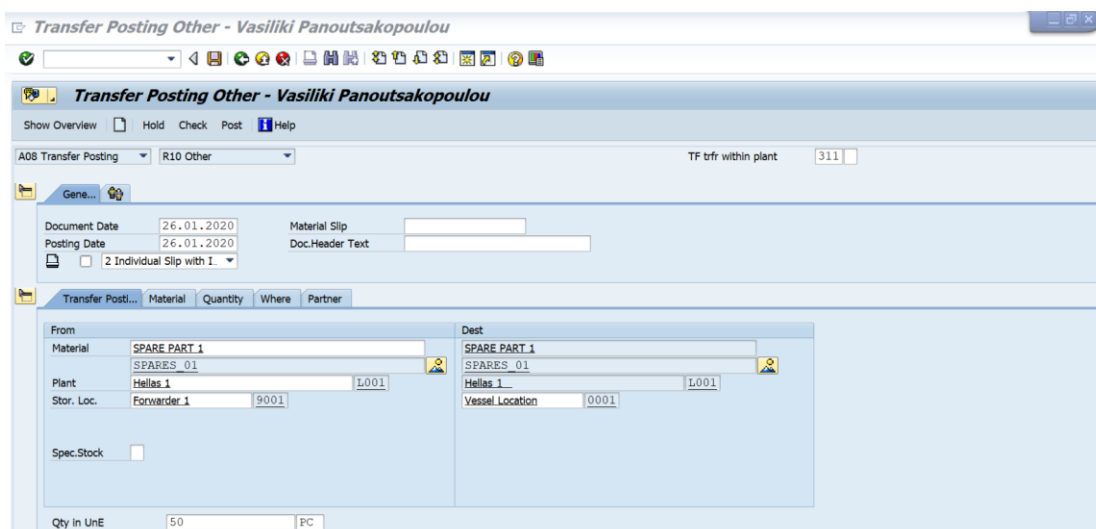 Transfer Posting Other - Vasiliki Panoutsakopoulou
Transfer Posting Other - Vasiliki Panoutsakopoulou
Show Overview Hold Check Post Help
A08 Transfer Posting R10 Other TF trfr within plant 311
Gene...
Document Date 26.01.2020 Material Slip
Posting Date 26.01.2020 Doc.Header Text
2 Individual Slip with I..
Transfer Posti... Material Quantity Where Partner
From Dest
Material SPARE PART 1 SPARE PART 1
SPARES_01 SPARES_01
Plant Hellas 1 L001 Hellas 1 L001
Stor. Loc. Forwarder 1 9001 Vessel Location 0001
Spec.Stock
Qty in UnE 50 PC